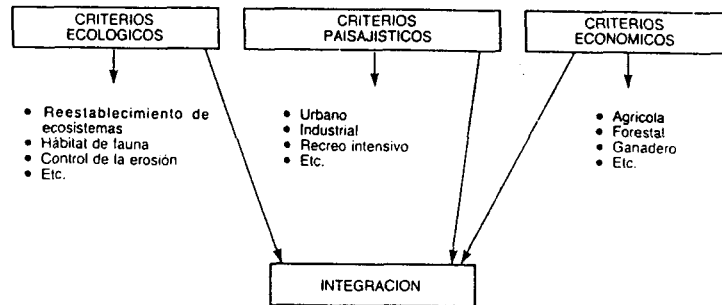 CRITERIOS
ECOLOGICOS
CRITERIOS
PAISAJISTICOS
CRITERIOS
ECONOMICOS
• Reestablecimiento de
ecosistemas
• Hábitat de fauna
• Control de la erosión
• Etc.
• Urbano
• Industrial
• Recreo intensivo
• Etc.
• Agricola
• Forestal
• Ganadero
• Etc.
INTEGRACION